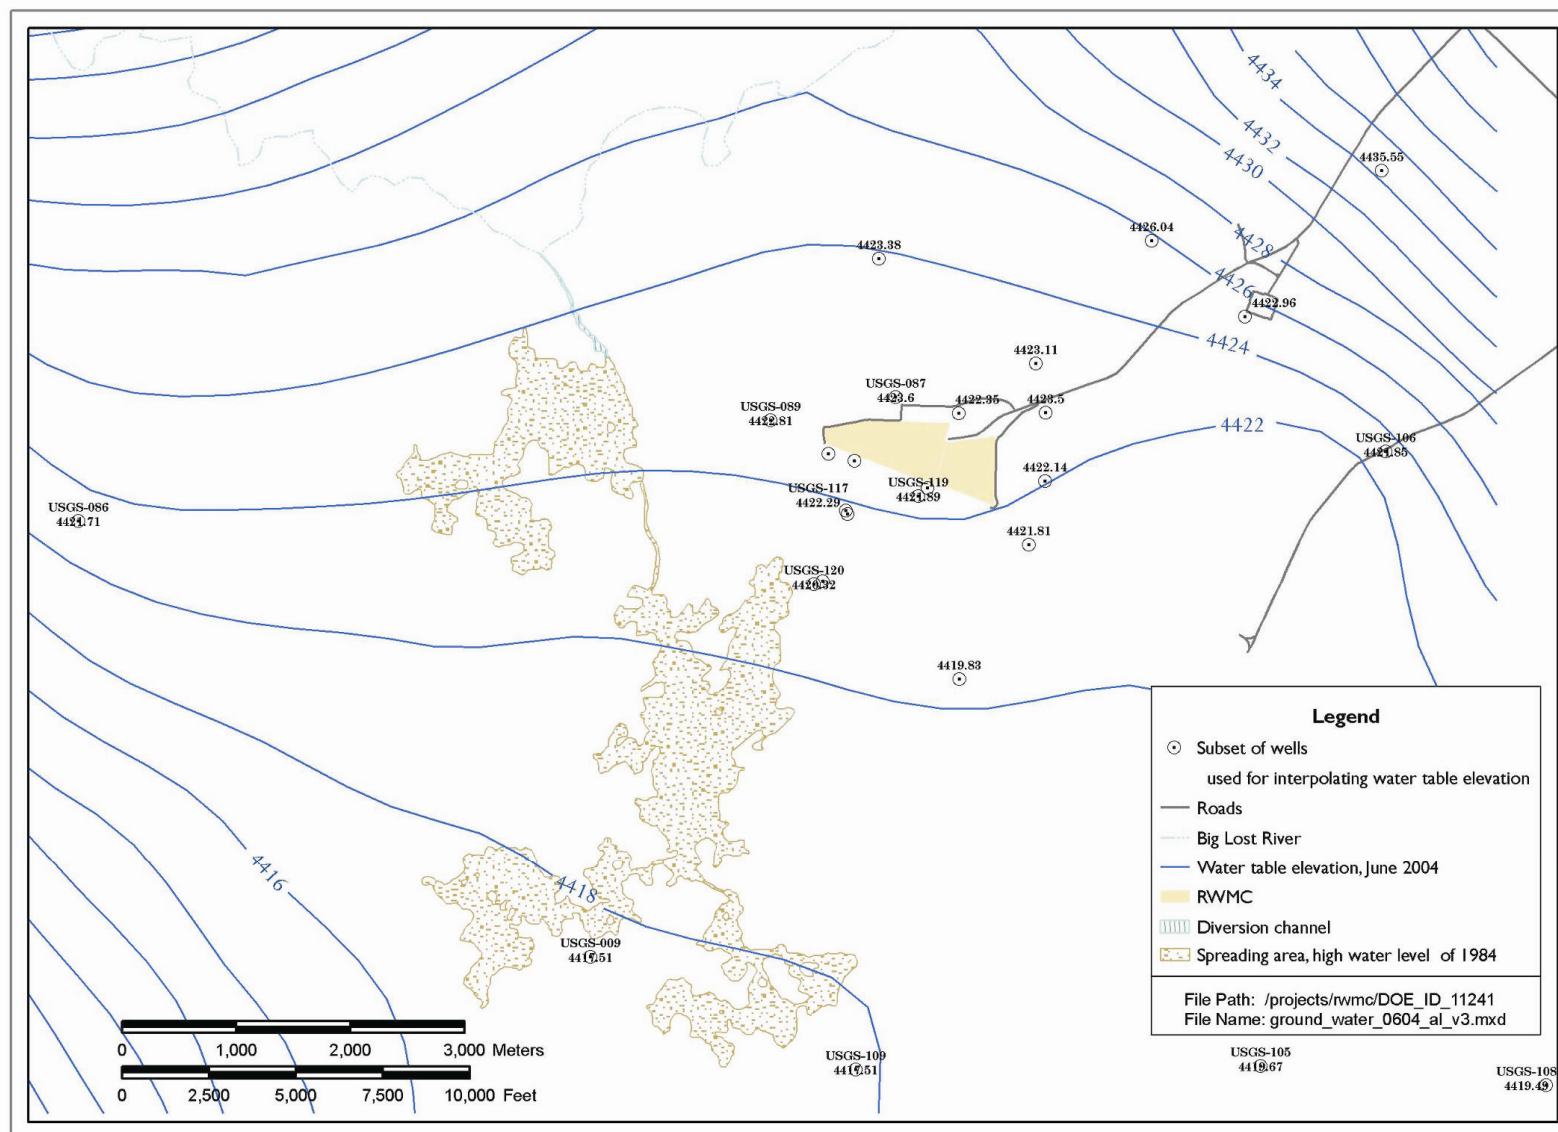 4434
4432
4430
4435.55
4426.04
4428
4423.38
4426
4422.96
4424
4423.11
USGS-087
4423.6
4422.35
4423.5
USGS-089
4422.81
4422
USGS-106
4421.85
4422.14
USGS-117
4422.29
USGS-119
4421.89
USGS-086
4421.71
4421.81
USGS-120
4420.32
4419.83
4416
4418
USGS-009
4417.51
USGS-109
4417.51
USGS-105
USGS-108
4419.49
Legend
Subset of wells
used for interpolating water table elevation
Roads
Big Lost River
Water table elevation, June 2004
RWMC
Diversion channel
Spreading area, high water level of 1984
File Path: /projects/rwmc/DOE_ID_11241
File Name: ground_water_0604_al_v3.mxd
0 1,000 2,000 3,000 Meters
0 2,500 5,000 7,500 10,000 Feet